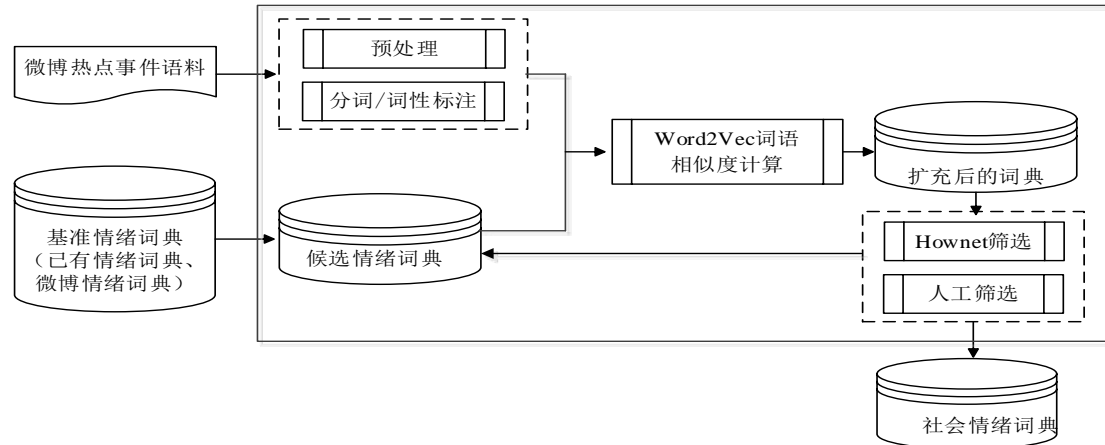 预处理
微博热点事件语料
分词/词性标注
Word2Vec词语
相似度计算
扩充后的词典
基准情绪词典
（已有情绪词典、
微博情绪词典）
候选情绪词典
Hownet筛选
人工筛选
社会情绪词典